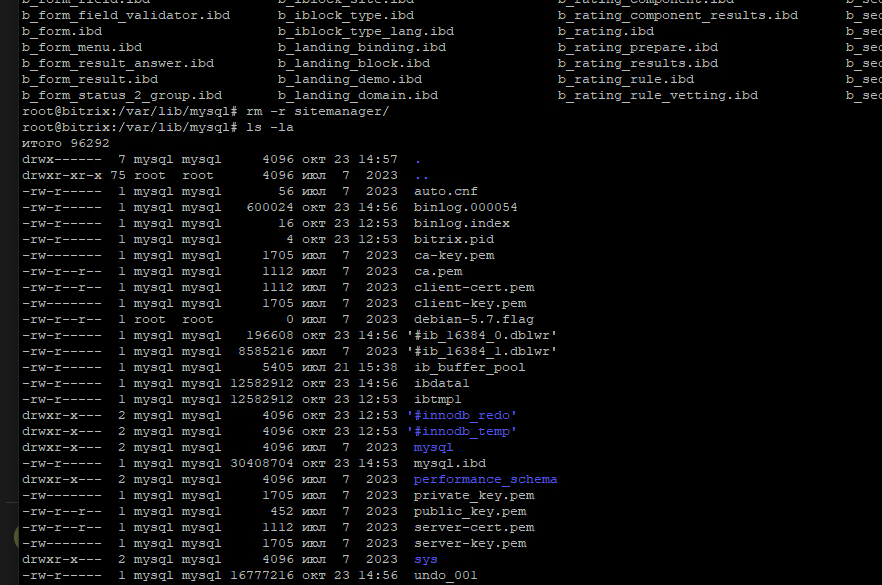 b_form_field.ibd b_iblock_site.ibd b_rating_component.ibd b_sec
b_form_field_validator.ibd b_iblock_type.ibd b_rating_component_results.ibd b_sec
b_form.ibd b_iblock_type_lang.ibd b_rating.ibd b_sec
b_form_menu.ibd b_landing_binding.ibd b_rating_prepare.ibd b_sec
b_form_result_answer.ibd b_landing_block.ibd b_rating_results.ibd b_sec
b_form_result.ibd b_landing_demo.ibd b_rating_rule.ibd b_sec
b_form_status_2_group.ibd b_landing_domain.ibd b_rating_rule_vetting.ibd b_sec
root@bitrix:/var/lib/mysql# rm -r sitemanager/
root@bitrix:/var/lib/mysql# ls -la
итого 96292
drwx------ 7 mysql mysql 4096 окт 23 14:57 .
drwxr-xr-x 75 root root 4096 июл 7 2023 ..
-rw-r----- 1 mysql mysql 56 июл 7 2023 auto.cnf
-rw-r----- 1 mysql mysql 600024 окт 23 14:56 binlog.000054
-rw-r----- 1 mysql mysql 16 окт 23 12:53 binlog.index
-rw-r----- 1 mysql mysql 4 окт 23 12:53 bitrix.pid
-rw------- 1 mysql mysql 1705 июл 7 2023 ca-key.pem
-rw-r--r-- 1 mysql mysql 1112 июл 7 2023 ca.pem
-rw-r--r-- 1 mysql mysql 1112 июл 7 2023 client-cert.pem
-rw------- 1 mysql mysql 1705 июл 7 2023 client-key.pem
-rw-r--r-- 1 root root 0 июл 7 2023 debian-5.7.flag
-rw-r----- 1 mysql mysql 196608 окт 23 14:56 '#ib_16384_0.dblwr'
-rw-r----- 1 mysql mysql 8585216 июл 7 2023 '#ib_16384_1.dblwr'
-rw-r----- 1 mysql mysql 5405 июл 21 15:38 ib_buffer_pool
-rw-r----- 1 mysql mysql 12582912 окт 23 14:56 ibdata1
-rw-r----- 1 mysql mysql 12582912 окт 23 12:53 ibtmp1
drwxr-x--- 2 mysql mysql 4096 окт 23 12:53 '#innodb_redo'
drwxr-x--- 2 mysql mysql 4096 окт 23 12:53 '#innodb_temp'
drwxr-x--- 2 mysql mysql 4096 июл 7 2023 mysql
-rw-r----- 1 mysql mysql 30408704 окт 23 14:53 mysql.ibd
drwxr-x--- 2 mysql mysql 4096 июл 7 2023 performance_schema
-rw------- 1 mysql mysql 1705 июл 7 2023 private_key.pem
-rw-r--r-- 1 mysql mysql 452 июл 7 2023 public_key.pem
-rw-r--r-- 1 mysql mysql 1112 июл 7 2023 server-cert.pem
-rw------- 1 mysql mysql 1705 июл 7 2023 server-key.pem
drwxr-x--- 2 mysql mysql 4096 июл 7 2023 sys
-rw-r----- 1 mysql mysql 16777216 окт 23 14:56 undo_001